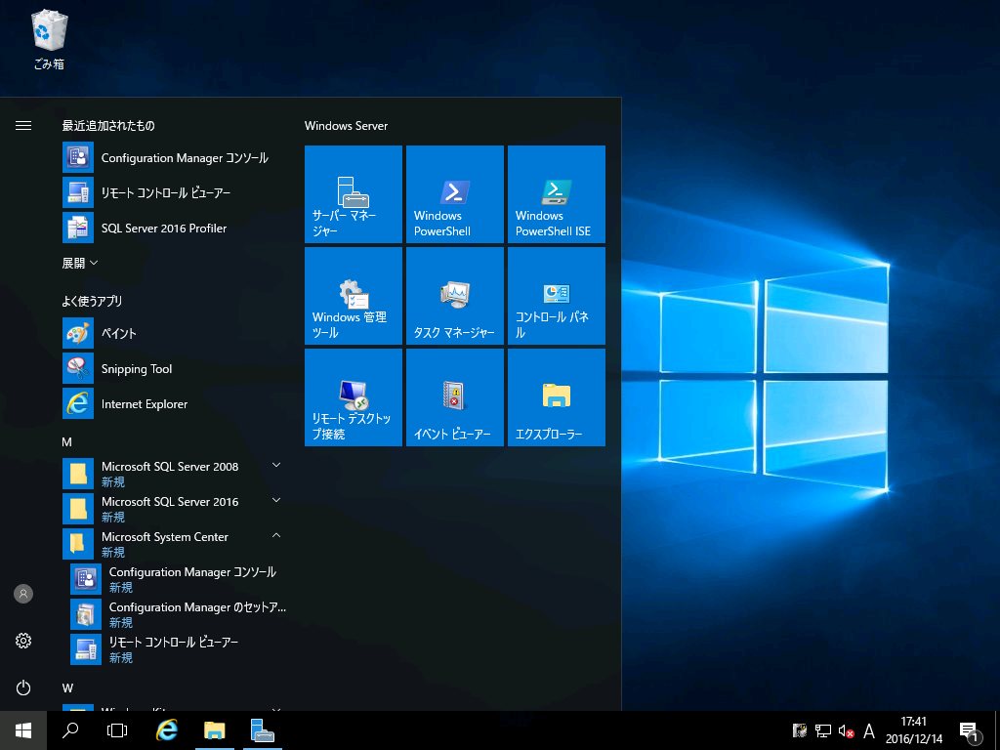 ごみ箱
最近追加されたもの
Configuration Manager コンソール
リモート コントロール ビューアー
SQL Server 2016 Profiler
展開
よく使うアプリ
ペイント
Snipping Tool
Internet Explorer
M
Microsoft SQL Server 2008
新規
Microsoft SQL Server 2016
新規
Microsoft System Center
新規
Configuration Manager コンソール
新規
Configuration Manager のセットア...
新規
リモート コントロール ビューアー
新規
W
Windows Server
サーバー マネー
ジャー
Windows
PowerShell
Windows
PowerShell ISE
Windows 管理
ツール
タスク マネージャー
コントロール パネ
ル
リモート デスクトッ
プ接続
イベント ビューアー
エクスプローラー
A
17:41
2016/12/14
1